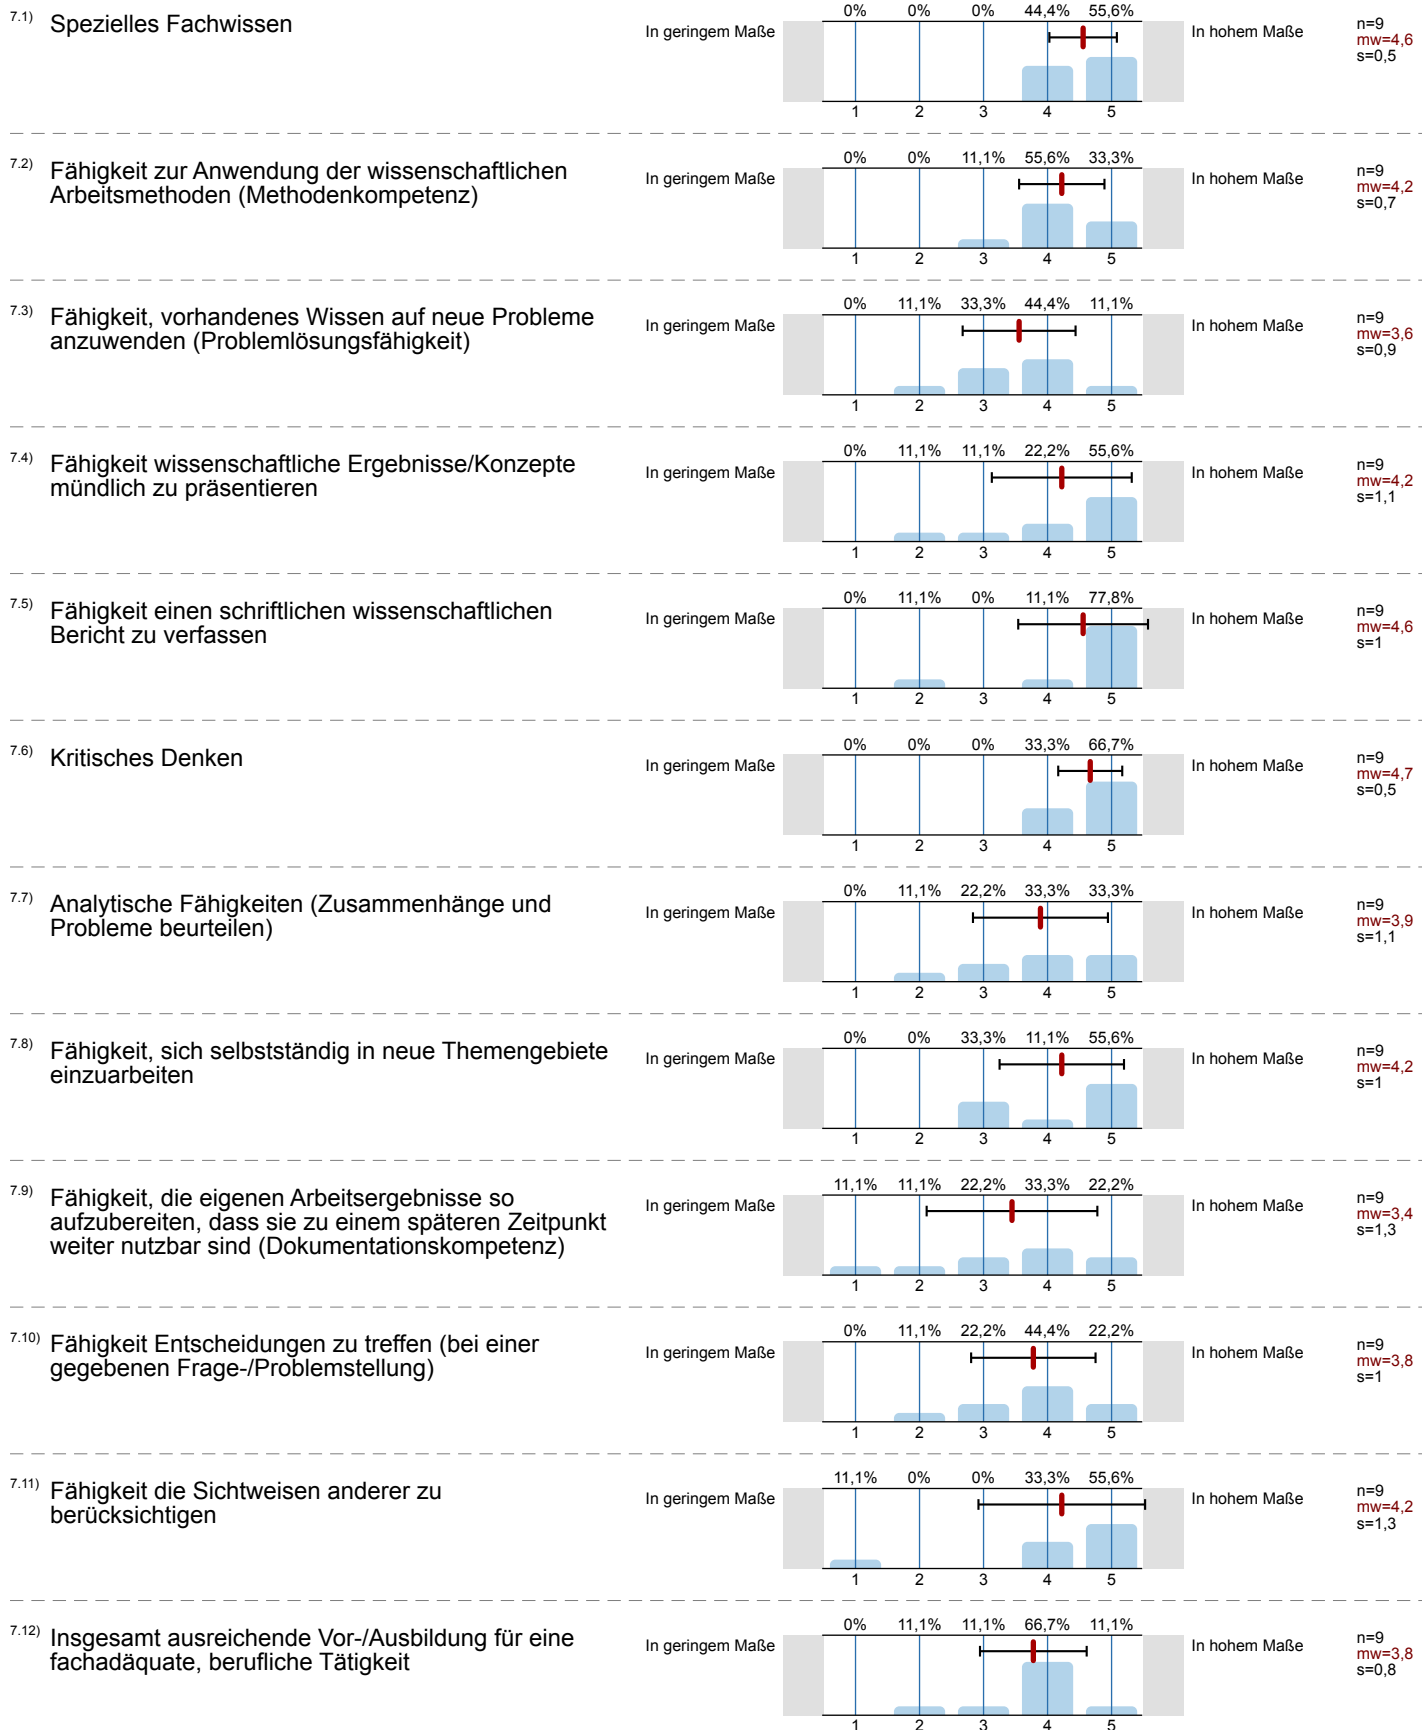 7.1) Spezielles Fachwissen
In geringem Maße
0% 0% 0% 44,4% 55,6%
1 2 3 4 5
In hohem Maße
n=9
mw=4,6
s=0,5
7.2) Fähigkeit zur Anwendung der wissenschaftlichen
Arbeitsmethoden (Methodenkompetenz)
In geringem Maße
0% 0% 11,1% 55,6% 33,3%
1 2 3 4 5
In hohem Maße
n=9
mw=4,2
s=0,7
7.3) Fähigkeit, vorhandenes Wissen auf neue Probleme
anzuwenden (Problemlösungsfähigkeit)
In geringem Maße
0% 11,1% 33,3% 44,4% 11,1%
1 2 3 4 5
In hohem Maße
n=9
mw=3,6
s=0,9
7.4) Fähigkeit wissenschaftliche Ergebnisse/Konzepte
mündlich zu präsentieren
In geringem Maße
0% 11,1% 11,1% 22,2% 55,6%
1 2 3 4 5
In hohem Maße
n=9
mw=4,2
s=1,1
7.5) Fähigkeit einen schriftlichen wissenschaftlichen
Bericht zu verfassen
In geringem Maße
0% 11,1% 0% 11,1% 77,8%
1 2 3 4 5
In hohem Maße
n=9
mw=4,6
s=1
7.6) Kritisches Denken
In geringem Maße
0% 0% 0% 33,3% 66,7%
1 2 3 4 5
In hohem Maße
n=9
mw=4,7
s=0,5
7.7) Analytische Fähigkeiten (Zusammenhänge und
Probleme beurteilen)
In geringem Maße
0% 11,1% 22,2% 33,3% 33,3%
1 2 3 4 5
In hohem Maße
n=9
mw=3,9
s=1,1
7.8) Fähigkeit, sich selbstständig in neue Themengebiete
einzuarbeiten
In geringem Maße
0% 0% 33,3% 11,1% 55,6%
1 2 3 4 5
In hohem Maße
n=9
mw=4,2
s=1
7.9) Fähigkeit, die eigenen Arbeitsergebnisse so
aufzubereiten, dass sie zu einem späteren Zeitpunkt
weiter nutzbar sind (Dokumentationskompetenz)
In geringem Maße
11,1% 11,1% 22,2% 33,3% 22,2%
1 2 3 4 5
In hohem Maße
n=9
mw=3,4
s=1,3
7.10) Fähigkeit Entscheidungen zu treffen (bei einer
gegebenen Frage-/Problemstellung)
In geringem Maße
0% 11,1% 22,2% 44,4% 22,2%
1 2 3 4 5
In hohem Maße
n=9
mw=3,8
s=1
7.11) Fähigkeit die Sichtweisen anderer zu
berücksichtigen
In geringem Maße
11,1% 0% 0% 33,3% 55,6%
1 2 3 4 5
In hohem Maße
n=9
mw=4,2
s=1,3
7.12) Insgesamt ausreichende Vor-/Ausbildung für eine
fachadäquate, berufliche Tätigkeit
In geringem Maße
0% 11,1% 11,1% 66,7% 11,1%
1 2 3 4 5
In hohem Maße
n=9
mw=3,8
s=0,8